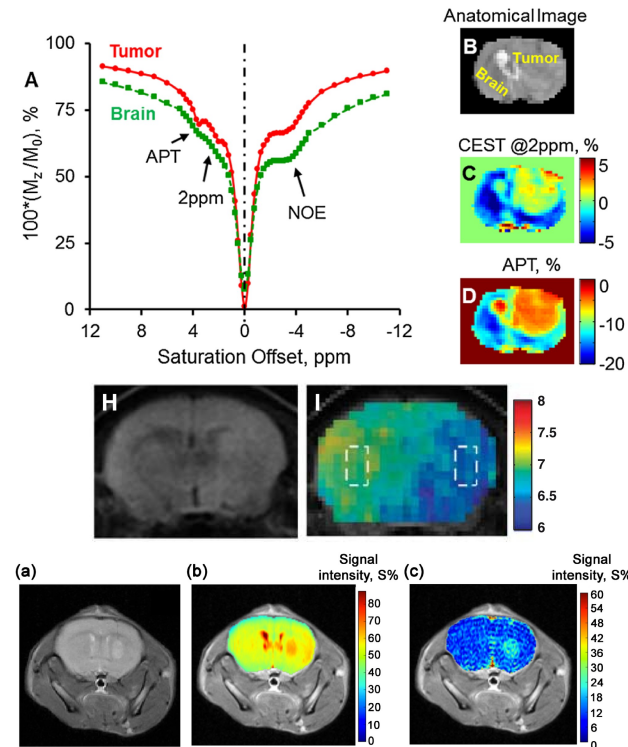 Anatomical Image
A
B
Tumor
Brain
Tumor
Brain
APT
2ppm
NOE
100*(M_z/M_0), %
100
75
50
25
0
12 8 4 0 -4 -8 -12
Saturation Offset, ppm
CEST @2ppm, %
C
5
0
-5
APT, %
D
0
-10
-20
H
I
8
7.5
7
6.5
6
(a)
(b)
Signal
intensity, S%
80
70
60
50
40
30
20
10
0
(c)
Signal
intensity, S%
60
54
48
42
36
30
24
18
12
6
0